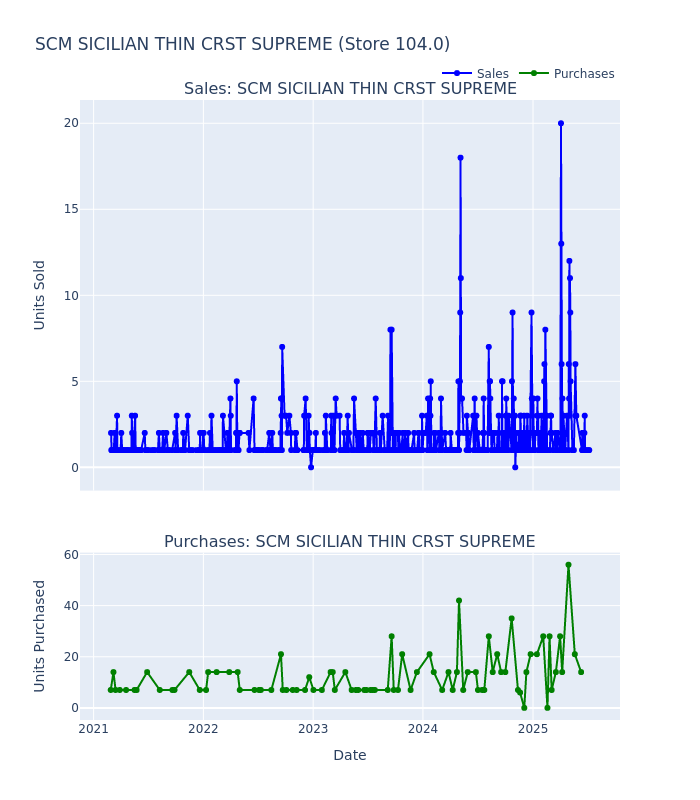 SCM SICILIAN THIN CRST SUPREME (Store 104.0)
Sales Purchases
Sales: SCM SICILIAN THIN CRST SUPREME
20
15
10
5
0
Units Sold
Purchases: SCM SICILIAN THIN CRST SUPREME
60
40
20
0
Units Purchased
2021 2022 2023 2024 2025
Date